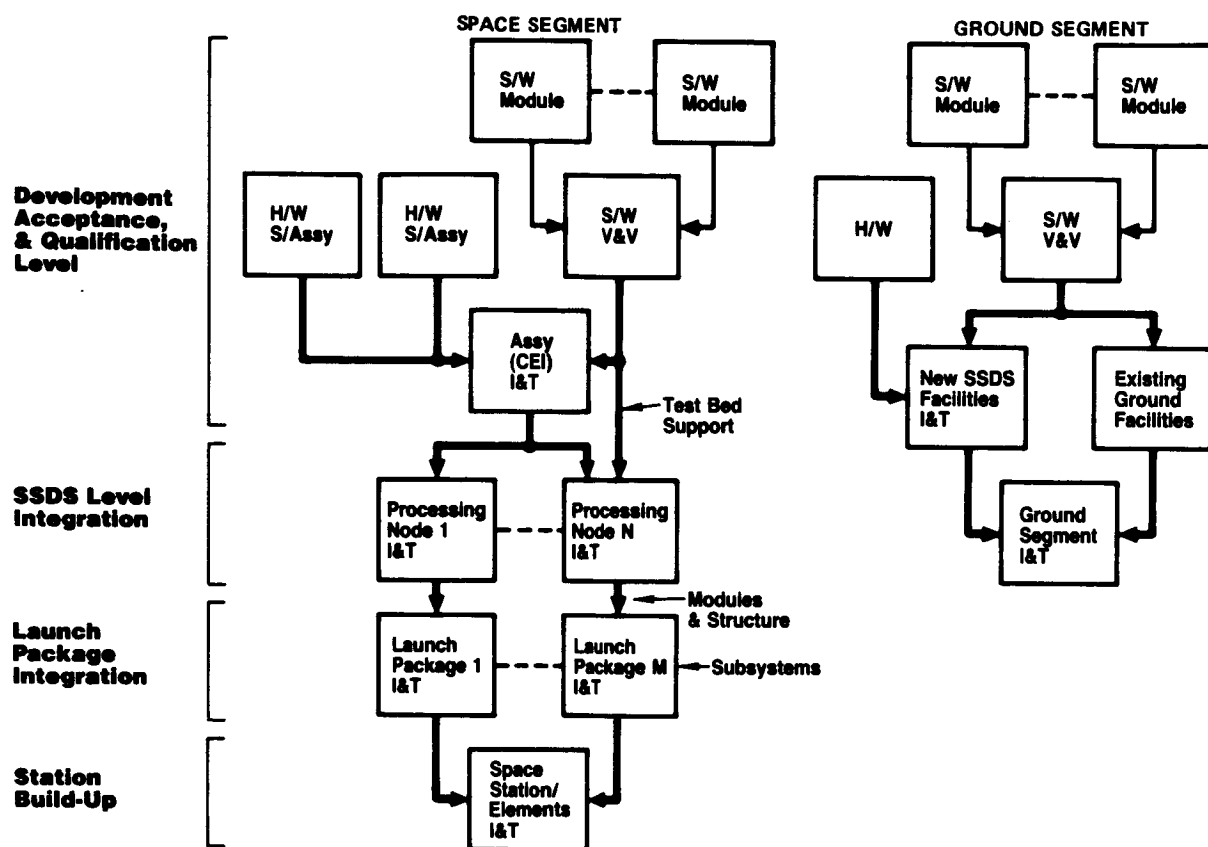 SPACE SEGMENT
GROUND SEGMENT
S/W
Module
S/W
Module
S/W
Module
S/W
Module
Development
Acceptance,
& Qualification
Level
H/W
S/Assy
H/W
S/Assy
S/W
V&V
H/W
S/W
V&V
Assy
(CEI)
I&T
New SSDS
Facilities
I&T
Existing
Ground
Facilities
Test Bed
Support
SSDS Level
Integration
Processing
Node 1
I&T
Processing
Node N
I&T
Ground
Segment
I&T
Modules
& Structure
Launch
Package
Integration
Launch
Package 1
I&T
Launch
Package M
I&T
Subsystems
Station
Build-Up
Space
Station/
Elements
I&T